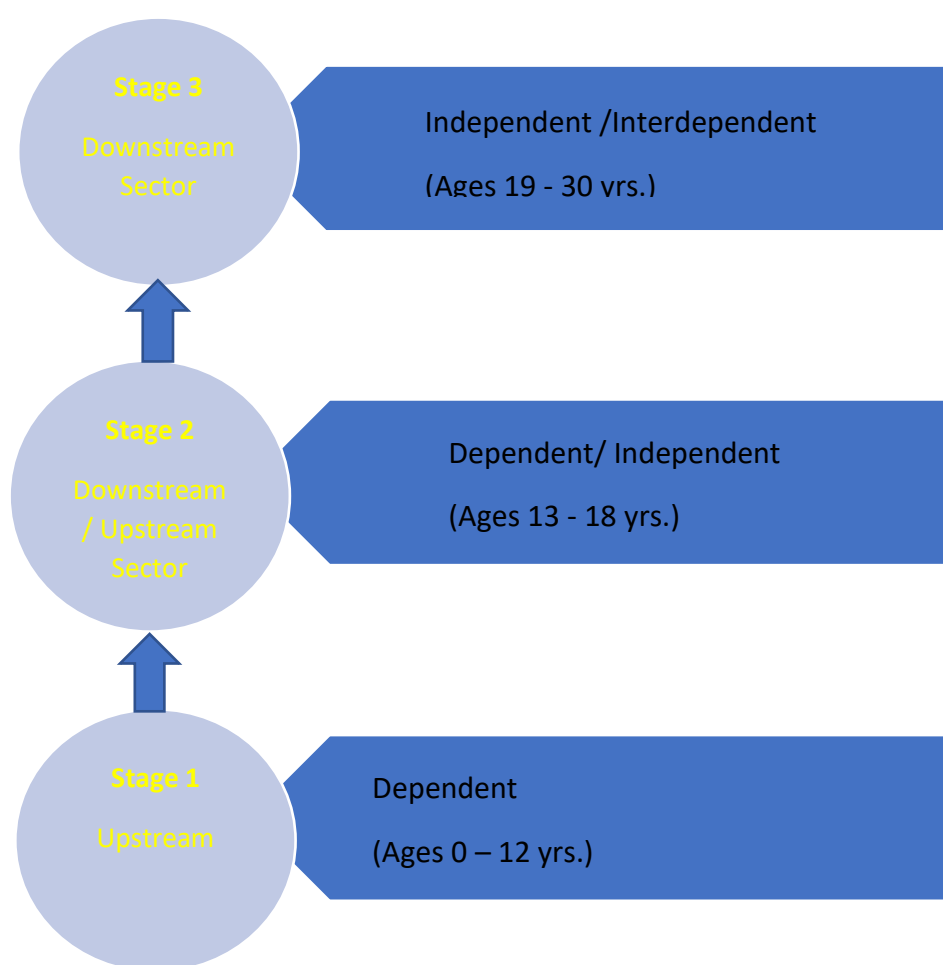 Stage 3
Downstream
Sector
Independent /Interdependent
(Ages 19 - 30 yrs.)
Stage 2
Downstream
/ Upstream
Sector
Dependent/ Independent
(Ages 13 - 18 yrs.)
Stage 1
Upstream
Dependent
(Ages 0 – 12 yrs.)